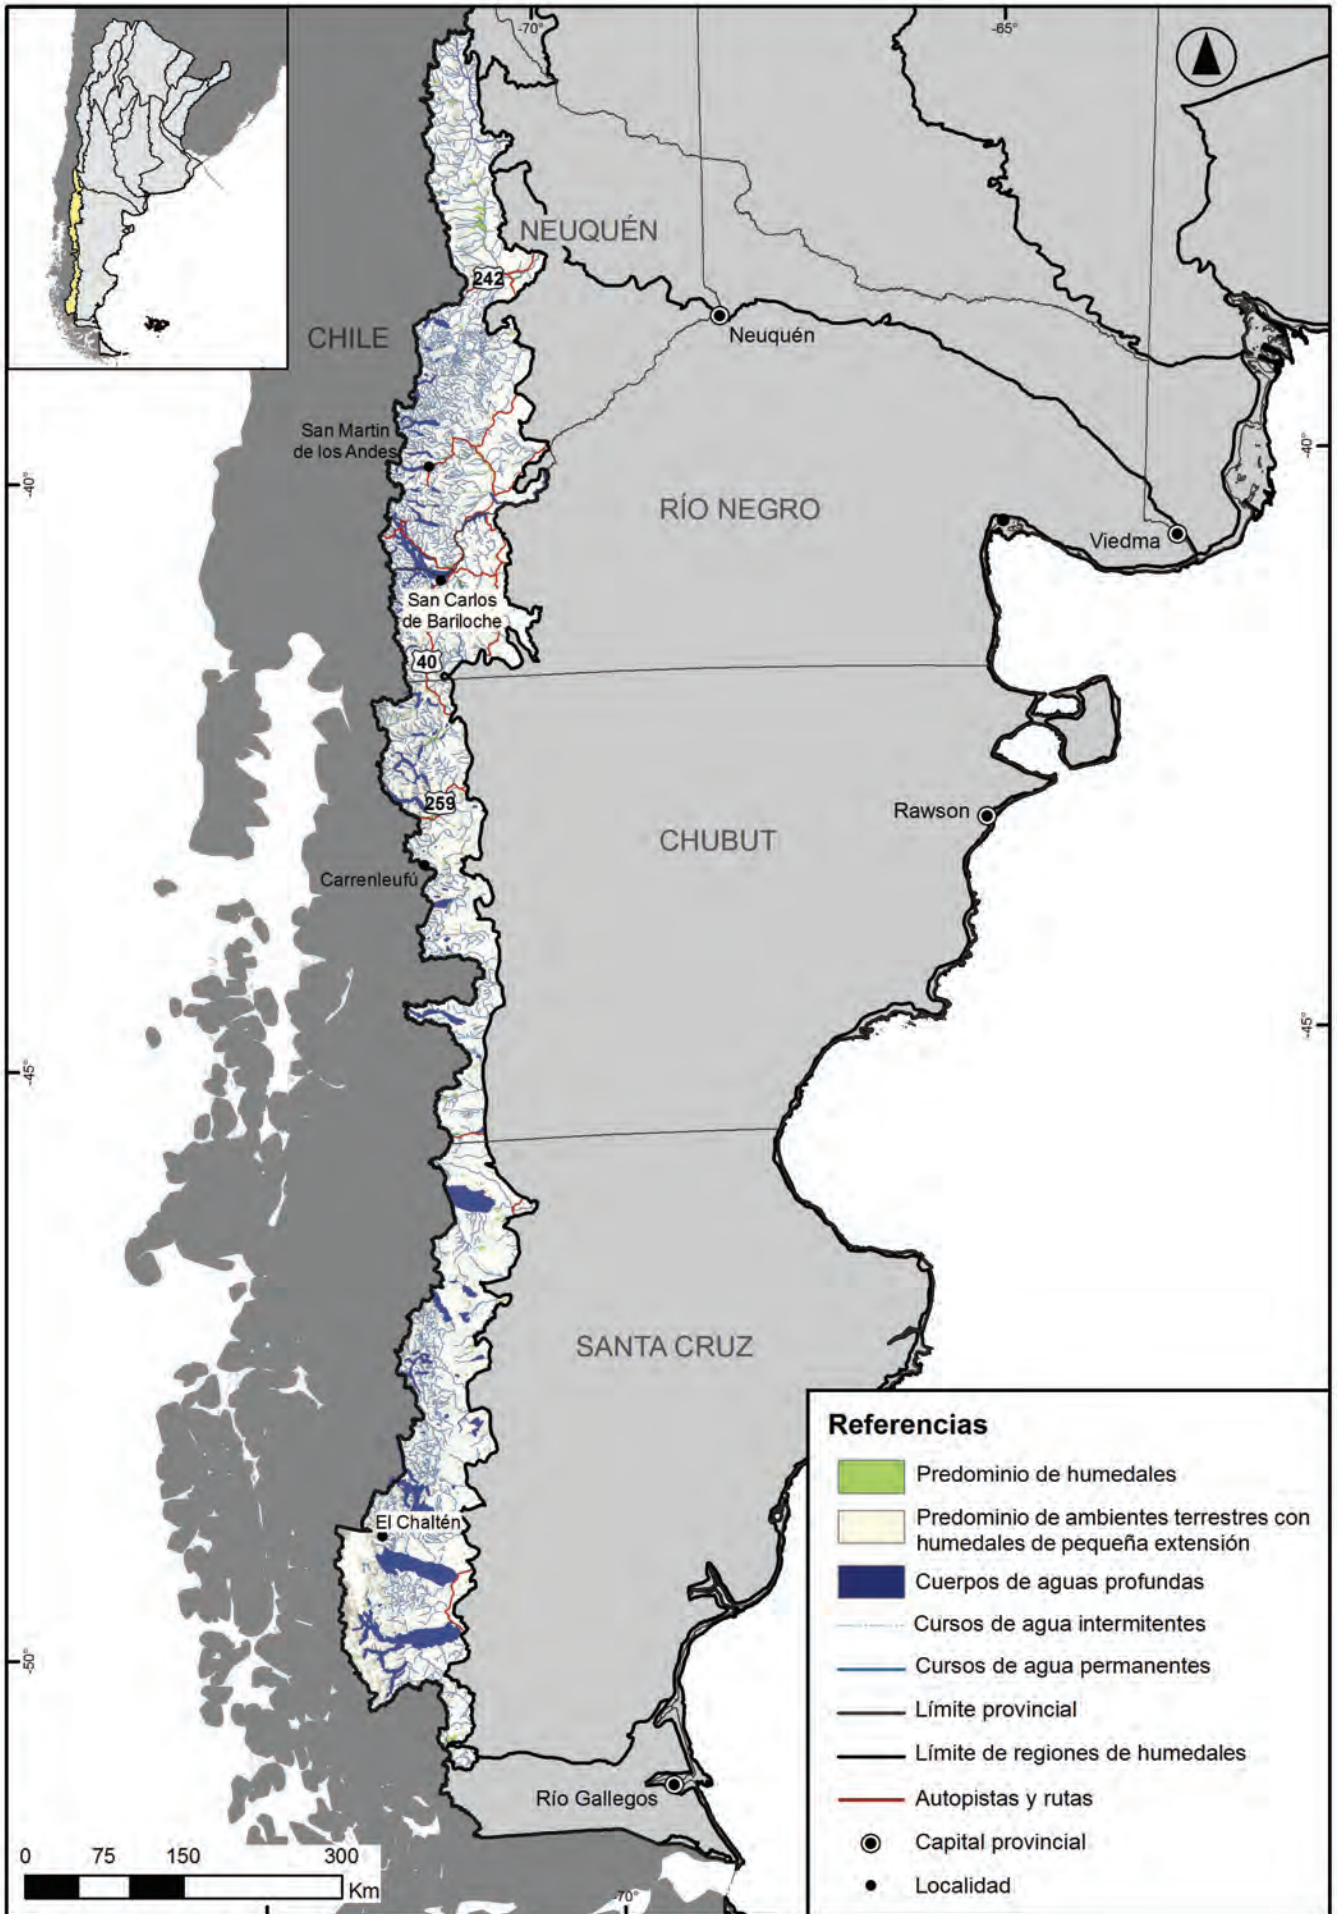 -70°
-65°
NEUQUÉN
242
CHILE
Neuquén
San Martin
de los Andes
-40°
-40°
RÍO NEGRO
Viedma
San Carlos
de Bariloche
40
259
Rawson
CHUBUT
Carrenleufú
-45°
-45°
SANTA CRUZ
El Chaltén
-50°
Río Gallegos
-70°
0 75 150 300
Km
Referencias
Predominio de humedales
Predominio de ambientes terrestres con
humedales de pequeña extensión
Cuerpos de aguas profundas
Cursos de agua intermitentes
Cursos de agua permanentes
Límite provincial
Límite de regiones de humedales
Autopistas y rutas
Capital provincial
Localidad